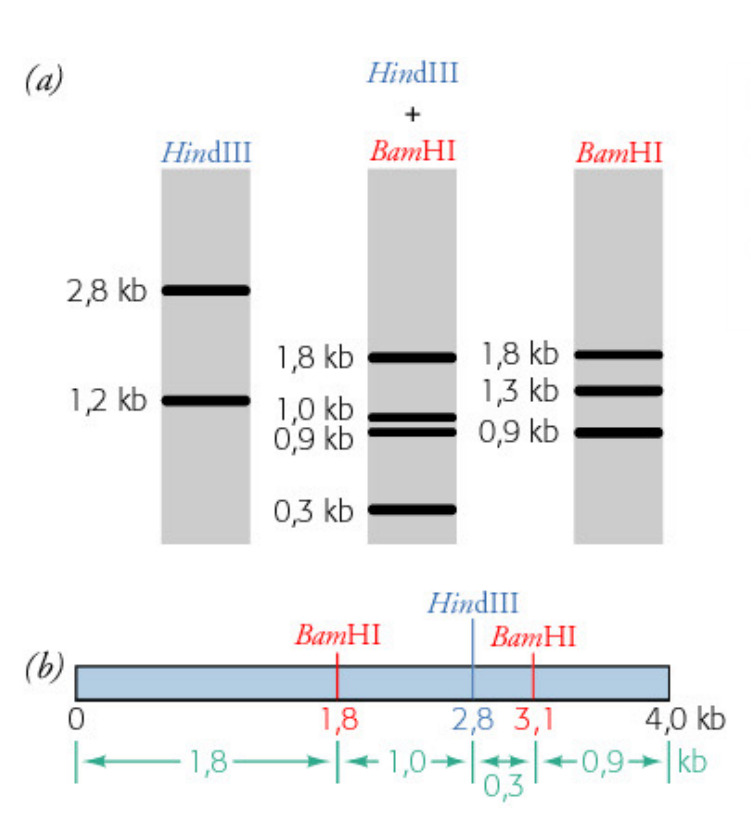 (a)
HindIII
HindIII
+
BamHI
BamHI
2,8 kb
1,2 kb
1,8 kb
1,0 kb
0,9 kb
0,3 kb
1,8 kb
1,3 kb
0,9 kb
(b)
HindIII
BamHI
BamHI
0
1,8
2,8
3,1
4,0 kb
1,8
1,0
0,3
0,9
kb